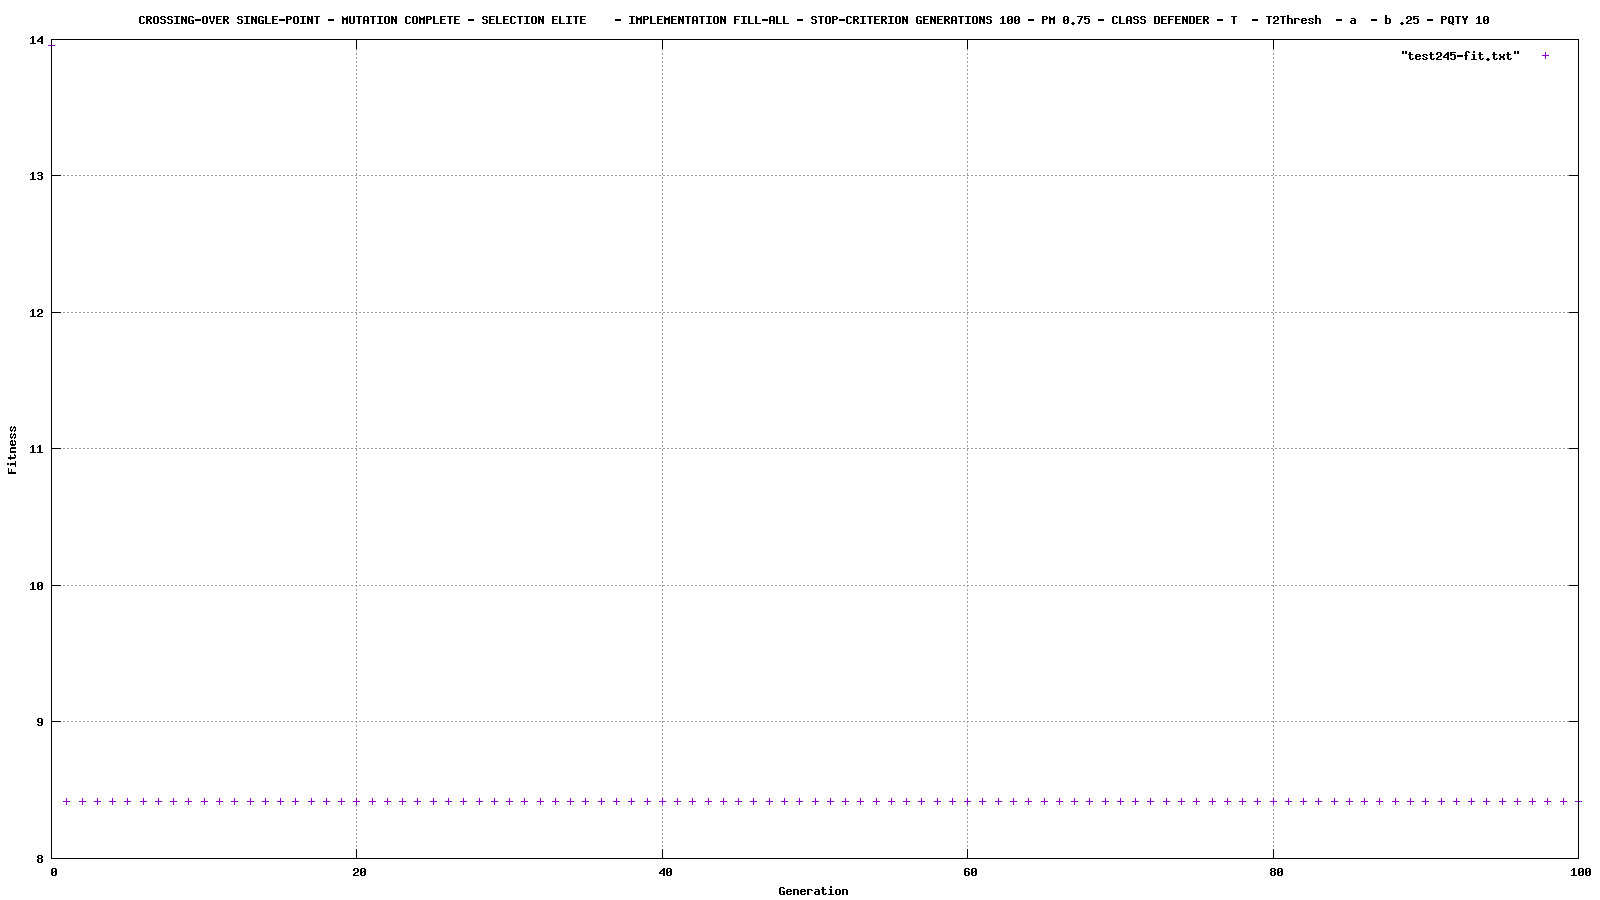 CROSSING-OVER SINGLE-POINT - MUTATION COMPLETE - SELECTION ELITE    - IMPLEMENTATION FILL-ALL - STOP-CRITERION GENERATIONS 100 - PM 0.75 - CLASS DEFENDER - T  - T2Thresh  - a  - b .25 - PQTY 10
"test245-fit.txt"
14
13
12
11
10
9
8
Fitness
0 20 40 60 80 100
Generation